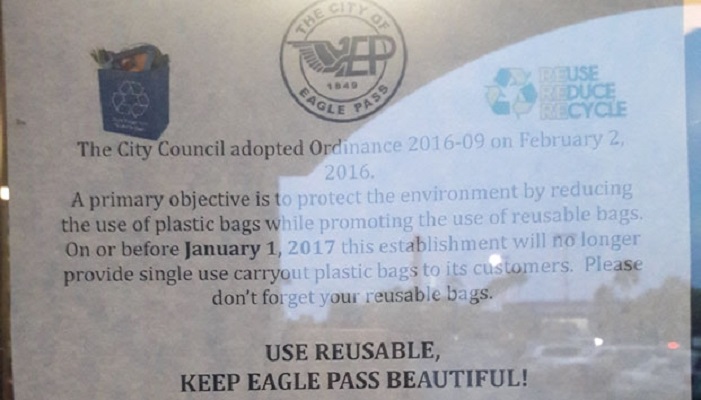 THE CITY OF
EP
1849
EAGLE PASS
REUSE
REDUCE
RECYCLE
The City Council adopted Ordinance 2016-09 on February 2,
2016.
A primary objective is to protect the environment by reducing
the use of plastic bags while promoting the use of reusable bags.
On or before January 1, 2017 this establishment will no longer
provide single use carryout plastic bags to its customers.  Please
don't forget your reusable bags.
USE REUSABLE,
KEEP EAGLE PASS BEAUTIFUL!